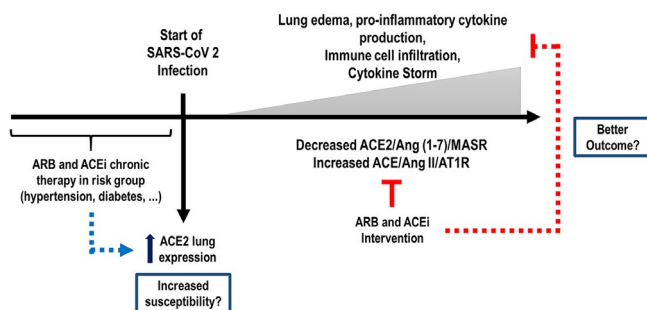 Start of
SARS-CoV 2
Infection
Lung edema, pro-inflammatory cytokine
production,
Immune cell infiltration,
Cytokine Storm
ARB and ACEi chronic
therapy in risk group
(hypertension, diabetes, ...)
ACE2 lung
expression
Increased
susceptibility?
Decreased ACE2/Ang (1-7)/MASR
Increased ACE/Ang II/AT1R
ARB and ACEi
Intervention
Better
Outcome?